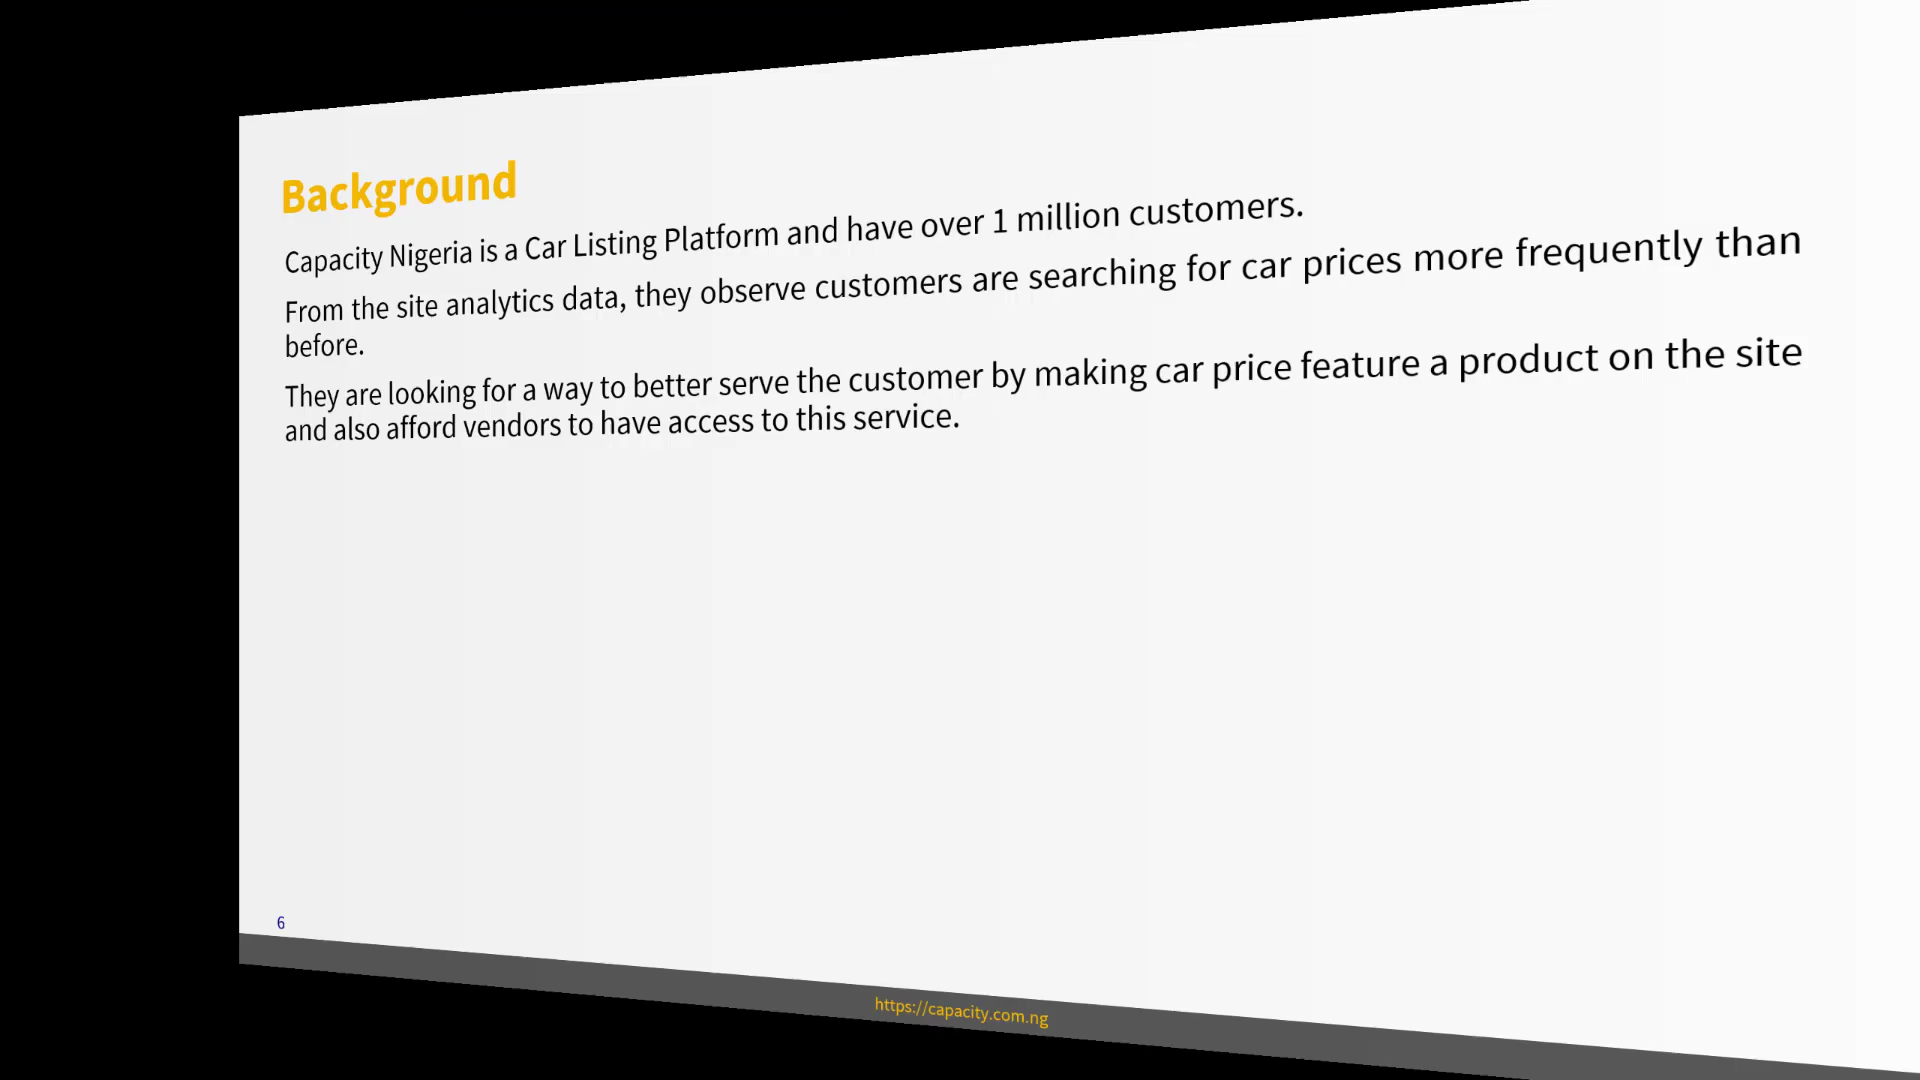 Background
Capacity Nigeria is a Car Listing Platform and have over 1 million customers.
From the site analytics data, they observe customers are searching for car prices more frequently than
before.
They are looking for a way to better serve the customer by making car price feature a product on the site
and also afford vendors to have access to this service.
6
https://capacity.com.ng